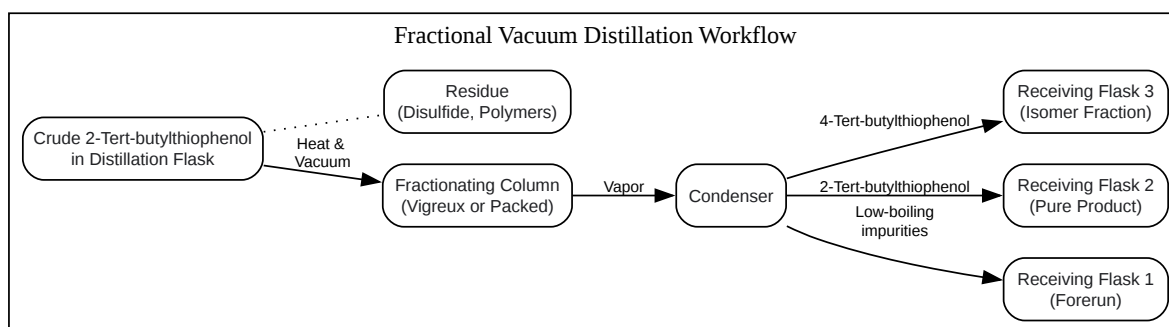 Fractional Vacuum Distillation Workflow
Crude 2-Tert-butylthiophenol
in Distillation Flask
Residue
(Disulfide, Polymers)
Heat &
Vacuum
Fractionating Column
(Vigreux or Packed)
Vapor
Condenser
4-Tert-butylthiophenol
Receiving Flask 3
(Isomer Fraction)
2-Tert-butylthiophenol
Receiving Flask 2
(Pure Product)
Low-boiling
impurities
Receiving Flask 1
(Forerun)